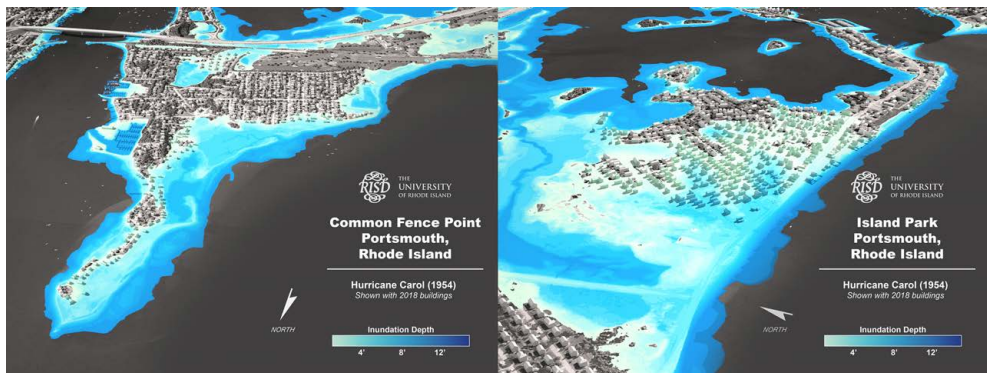 RISD
THE
UNIVERSITY
OF RHODE ISLAND
Common Fence Point
Portsmouth,
Rhode Island
Hurricane Carol (1954)
Shown with 2018 buildings
NORTH
Inundation Depth
4' 8' 12'
RISD
THE
UNIVERSITY
OF RHODE ISLAND
Island Park
Portsmouth,
Rhode Island
Hurricane Carol (1954)
Shown with 2018 buildings
NORTH
Inundation Depth
4' 8' 12'